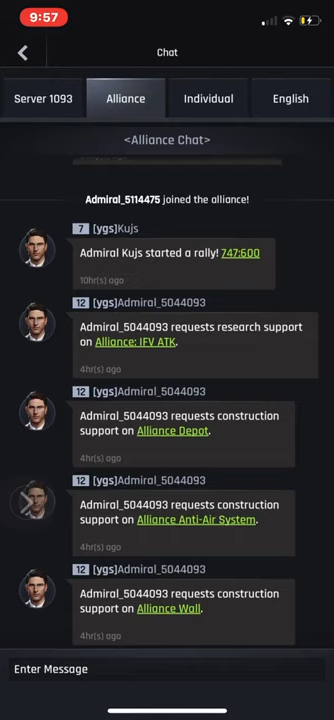 9:57
Chat
Server 1093
Alliance
Individual
English
<Alliance Chat>
Admiral_5114475 joined the alliance!
7 [ygs]Kujs
Admiral Kujs started a rally! 747:600
10hr(s) ago
12 [ygs]Admiral_5044093
Admiral_5044093 requests research support
on Alliance: IFV ATK.
4hr(s) ago
12 [ygs]Admiral_5044093
Admiral_5044093 requests construction
support on Alliance Depot.
4hr(s) ago
12 [ygs]Admiral_5044093
Admiral_5044093 requests construction
support on Alliance Anti-Air System.
4hr(s) ago
12 [ygs]Admiral_5044093
Admiral_5044093 requests construction
support on Alliance Wall.
4hr(s) ago
Enter Message